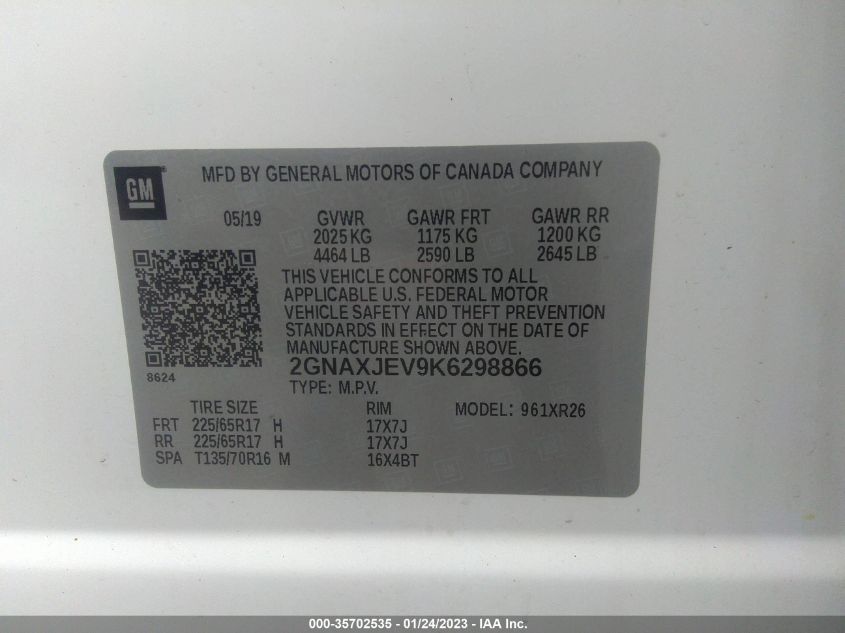 GM
MFD BY GENERAL MOTORS OF CANADA COMPANY
05/19 GVWR GAWR FRT GAWR RR
2025 KG 1175 KG 1200 KG
4464 LB 2590 LB 2645 LB
THIS VEHICLE CONFORMS TO ALL
APPLICABLE U.S. FEDERAL MOTOR
VEHICLE SAFETY AND THEFT PREVENTION
STANDARDS IN EFFECT ON THE DATE OF
MANUFACTURE SHOWN ABOVE.
8624
2GNAXJEV9K6298866
TYPE: M.P.V.
TIRE SIZE RIM MODEL: 961XR26
FRT 225/65R17 H 17X7J
RR 225/65R17 H 17X7J
SPA T135/70R16 M 16X4BT
000-35702535 - 01/24/2023 - IAA Inc.